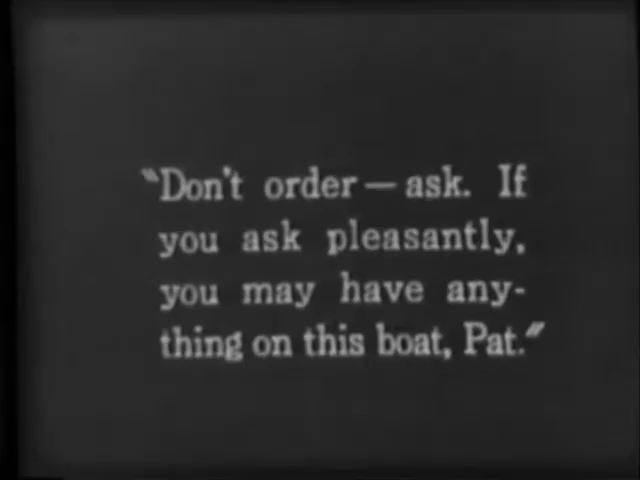 "Don't order — ask. If
you ask pleasantly,
you may have any-
thing on this boat, Pat."